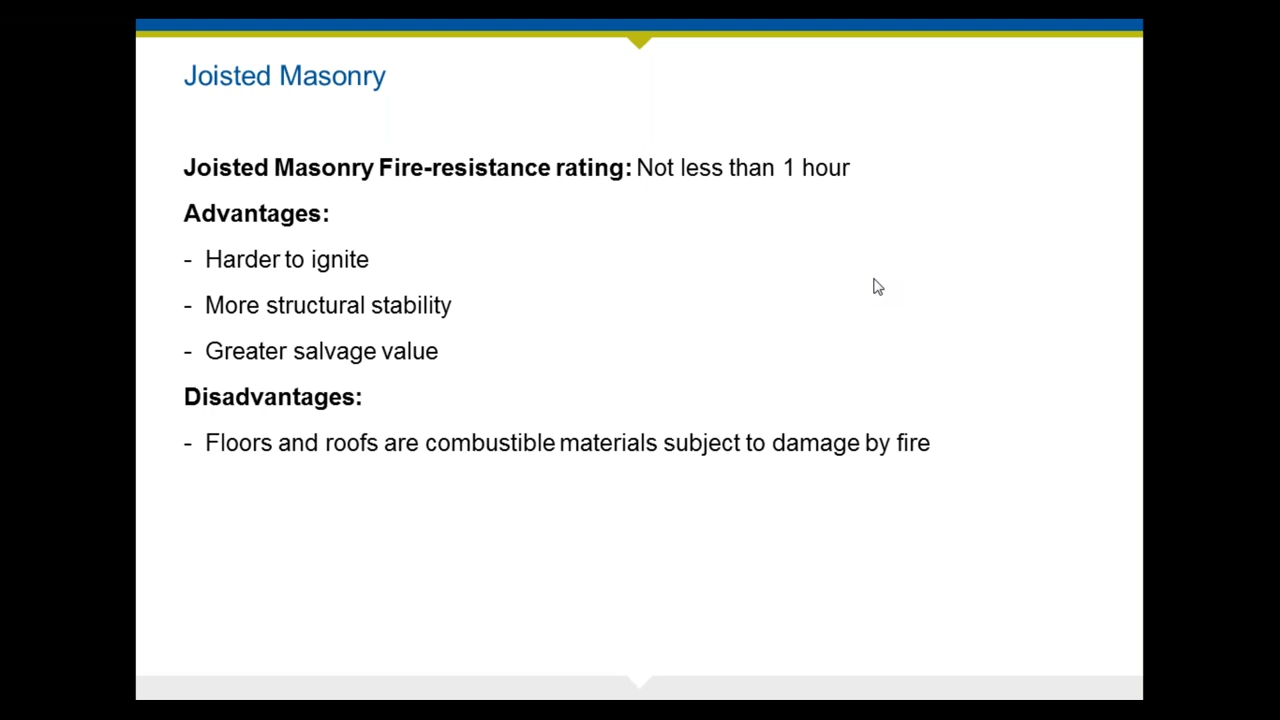 Joisted Masonry
Joisted Masonry Fire-resistance rating: Not less than 1 hour
Advantages:
- Harder to ignite
- More structural stability
- Greater salvage value
Disadvantages:
- Floors and roofs are combustible materials subject to damage by fire